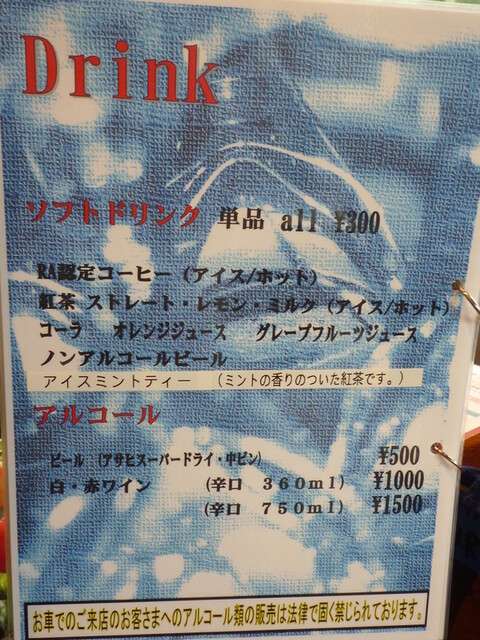 Drink
ソフトドリンク 単品 all ¥300
RA認定コーヒー（アイス/ホット）
紅茶 ストレート・レモン・ミルク（アイス/ホット）
コーラ オレンジジュース グレープフルーツジュース
ノンアルコールビール
アイスミントティー （ミントの香りのついた紅茶です。）
アルコール
ビール （アサヒスーパードライ・中ビン） ¥500
白・赤ワイン （辛口 ３６０ｍｌ） ¥1000
（辛口 ７５０ｍｌ） ¥1500
お車でのご来店のお客さまへのアルコール類の販売は法律で固く禁じられております。